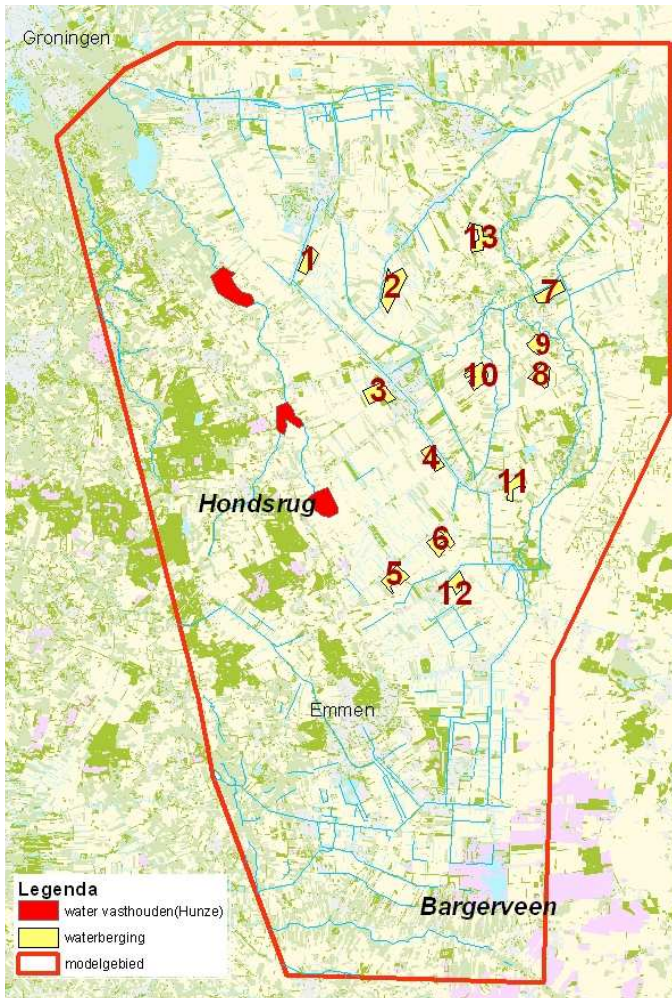 Groningen
13
1
2
7
9
10
8
3
4
11
Hondsrug
6
5
12
Emmen
Bargerveen
Legenda
water vasthouden(Hunze)
waterberging
modelgebied